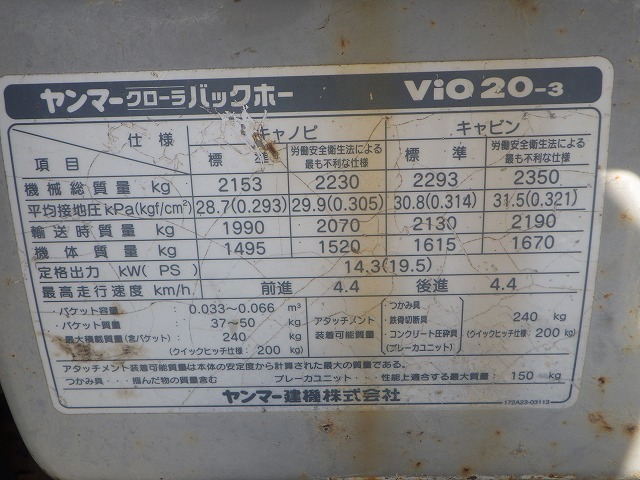 ヤンマークローラバックホー ViO20-3
仕様 キャノピ キャビン
項目 標準 労働安全衛生法による最も不利な仕様 標準 労働安全衛生法による最も不利な仕様
機械総質量 kg 2153 2230 2293 2350
平均接地圧 kPa(kgf/cm²) 28.7(0.293) 29.9(0.305) 30.8(0.314) 31.5(0.321)
輸送時質量 kg 1990 2070 2130 2190
機体質量 kg 1495 1520 1615 1670
定格出力 kW(PS) 14.3(19.5)
最高走行速度 km/h 前進 4.4 後進 4.4
・バケット容量 0.033〜0.066 m³
・バケット質量 37〜50 kg
・最大積載質量(含バケット) 240 kg
(クイックヒッチ仕様:200 kg)
アタッチメント装着可能質量
・つかみ具
・鉄骨切断具
・コンクリート圧砕具
(ブレーカユニット)
240 kg
(クイックヒッチ仕様:200 kg)
アタッチメント装着可能質量は本体の安定度から計算された最大の質量である。
つかみ具・・・掴んだ物の質量含む ブレーカユニット・・・性能上適合する最大質量:150 kg
ヤンマー建機株式会社
172A23-03113